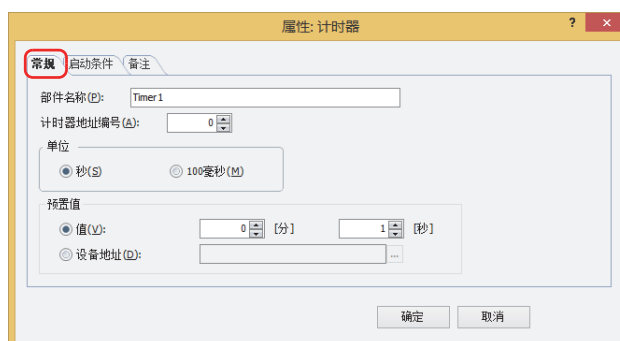 属性: 计时器 ? ×
常规 启动条件 备注
部件名称(P): Timer1
计时器地址编号(A): 0
单位
秒(S) 100毫秒(M)
预置值
值(V): 0 [分] 1 [秒]
设备地址(D): ...
确定 取消